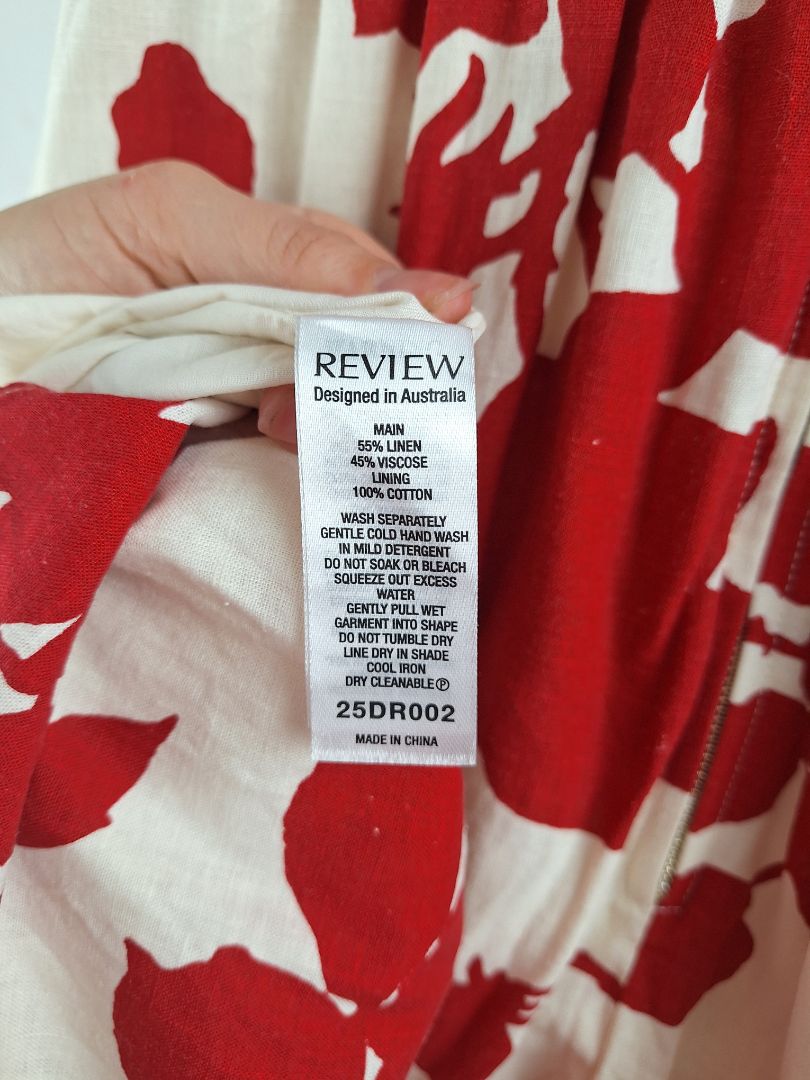 REVIEW
Designed in Australia
MAIN
55% LINEN
45% VISCOSE
LINING
100% COTTON
WASH SEPARATELY
GENTLE COLD HAND WASH
IN MILD DETERGENT
DO NOT SOAK OR BLEACH
SQUEEZE OUT EXCESS
WATER
GENTLY PULL WET
GARMENT INTO SHAPE
DO NOT TUMBLE DRY
LINE DRY IN SHADE
COOL IRON
DRY CLEANABLE Ⓟ
25DR002
MADE IN CHINA